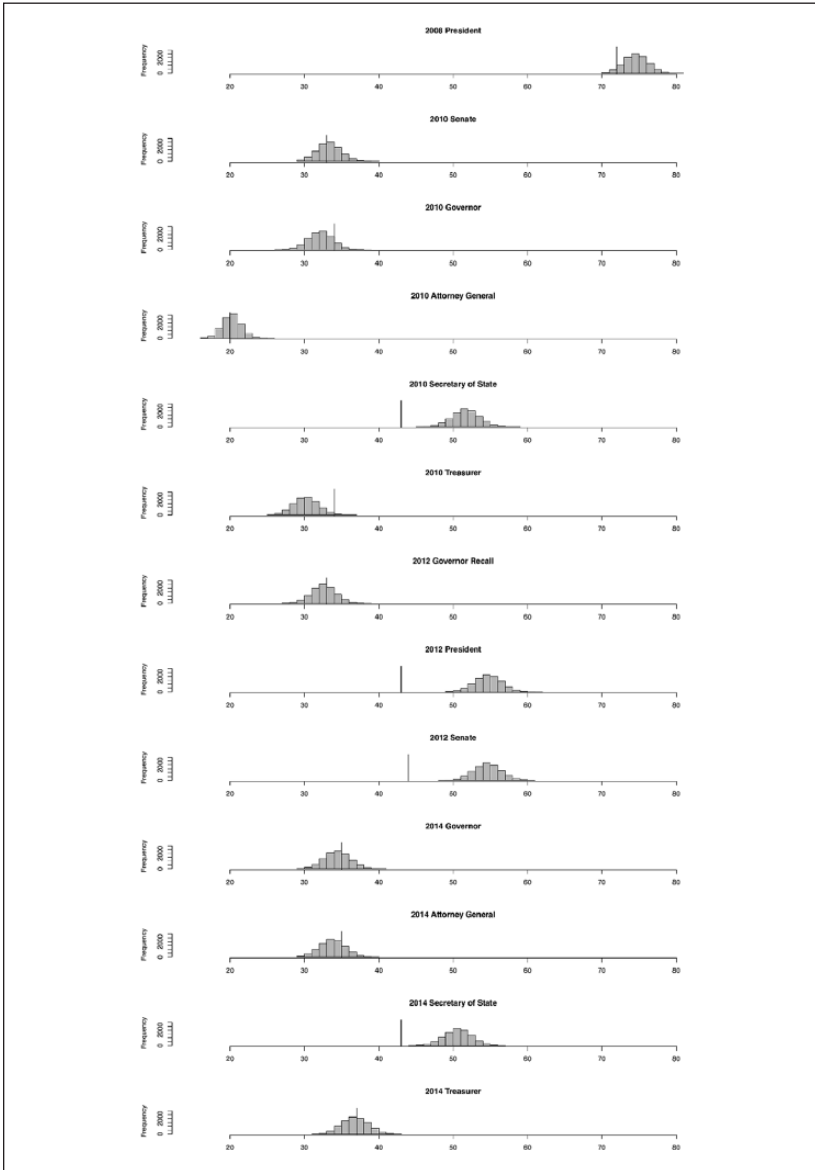 2008 President
Frequency
0 2000
20 30 40 50 60 70 80
2010 Senate
Frequency
0 2000
20 30 40 50 60 70 80
2010 Governor
Frequency
0 2000
20 30 40 50 60 70 80
2010 Attorney General
Frequency
0 2000
20 30 40 50 60 70 80
2010 Secretary of State
Frequency
0 2000
20 30 40 50 60 70 80
2010 Treasurer
Frequency
0 2000
20 30 40 50 60 70 80
2012 Governor Recall
Frequency
0 2000
20 30 40 50 60 70 80
2012 President
Frequency
0 2000
20 30 40 50 60 70 80
2012 Senate
Frequency
0 2000
20 30 40 50 60 70 80
2014 Governor
Frequency
0 2000
20 30 40 50 60 70 80
2014 Attorney General
Frequency
0 2000
20 30 40 50 60 70 80
2014 Secretary of State
Frequency
0 2000
20 30 40 50 60 70 80
2014 Treasurer
Frequency
0 2000
20 30 40 50 60 70 80